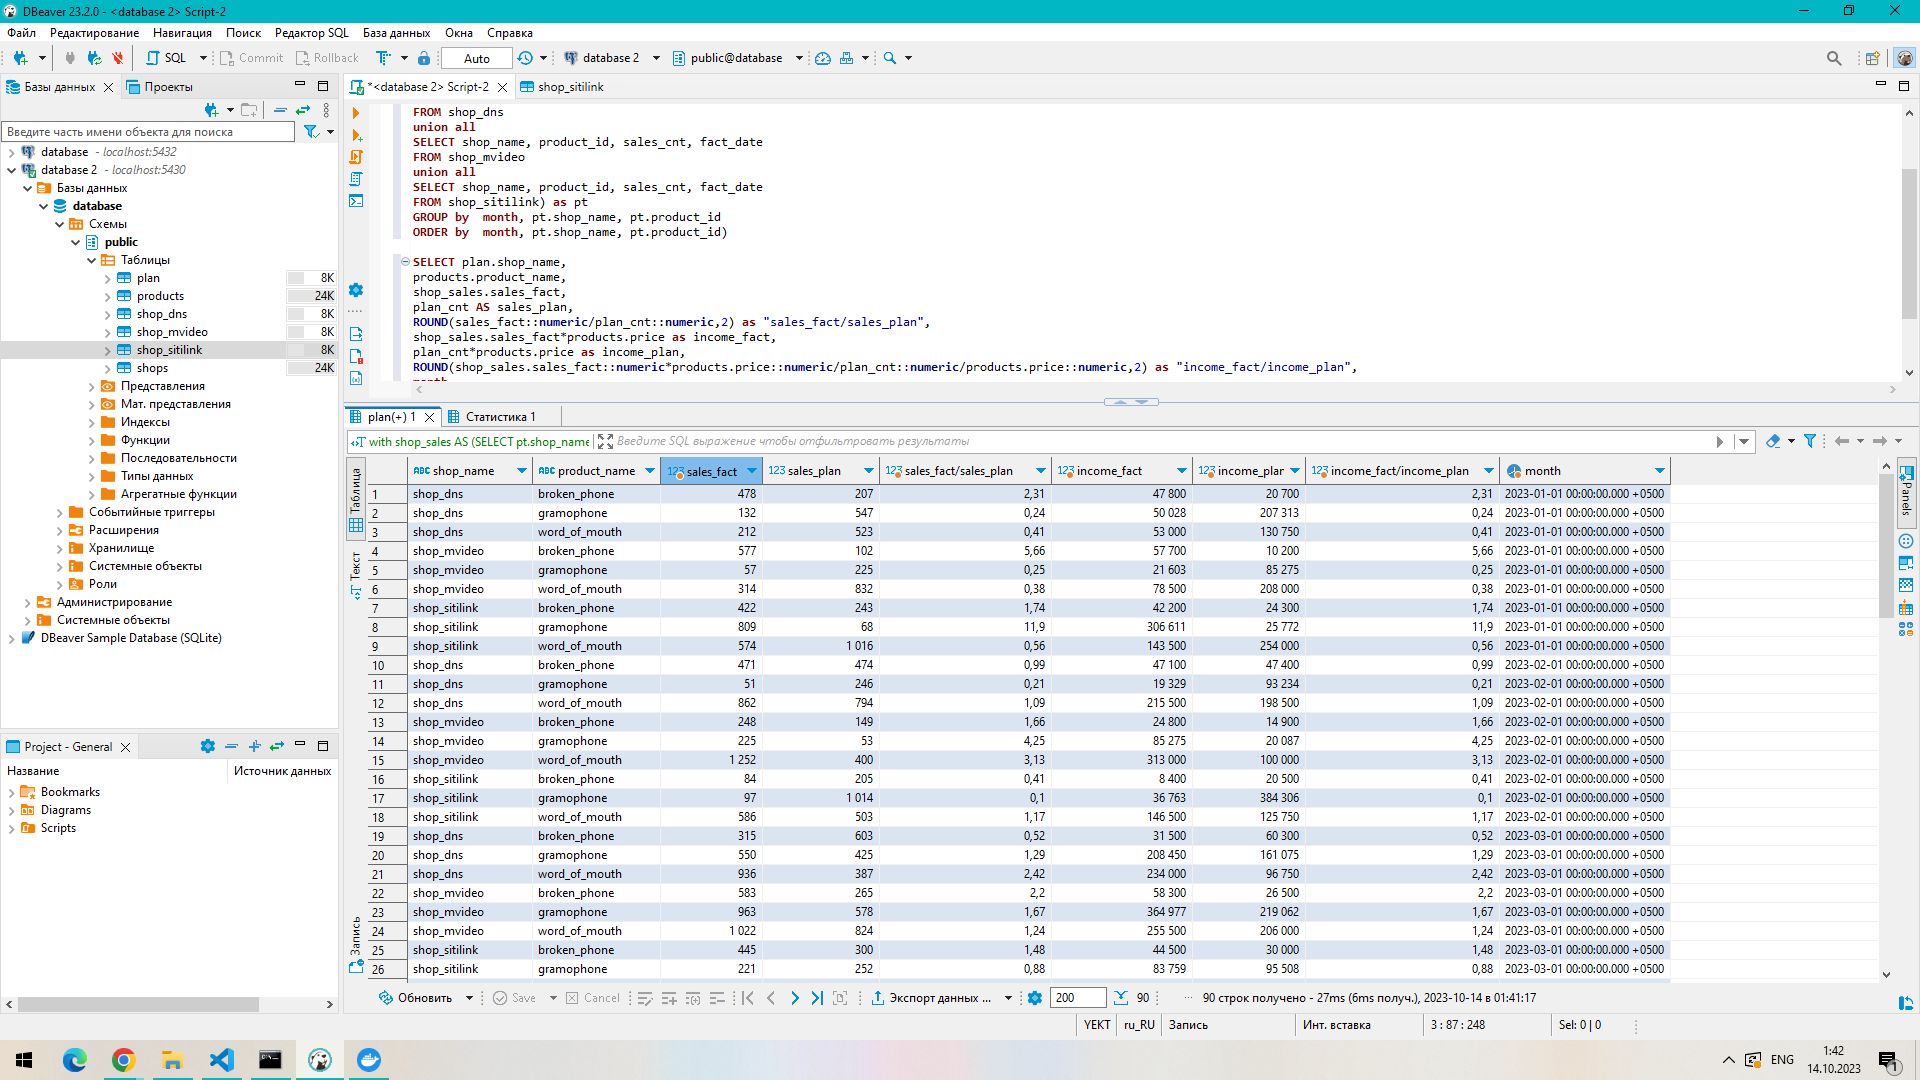 DBeaver 23.2.0 - <database 2> Script-2
Файл Редактирование Навигация Поиск Редактор SQL База данных Окна Справка
SQL Commit Rollback Auto database 2 public@database
Базы данных Проекты
*<database 2> Script-2 shop_sitilink
Введите часть имени объекта для поиска
database - localhost:5432
database 2 - localhost:5430
Базы данных
database
Схемы
public
Таблицы
plan 8K
products 24K
shop_dns 8K
shop_mvideo 8K
shop_sitilink 8K
shops 24K
Представления
Мат. представления
Индексы
Функции
Последовательности
Типы данных
Агрегатные функции
Событийные триггеры
Расширения
Хранилище
Системные объекты
Роли
Администрирование
Системные объекты
DBeaver Sample Database (SQLite)
Project - General
Название Источник данных
Bookmarks
Diagrams
Scripts
FROM shop_dns
union all
SELECT shop_name, product_id, sales_cnt, fact_date
FROM shop_mvideo
union all
SELECT shop_name, product_id, sales_cnt, fact_date
FROM shop_sitilink) as pt
GROUP by month, pt.shop_name, pt.product_id
ORDER by month, pt.shop_name, pt.product_id)
SELECT plan.shop_name,
products.product_name,
shop_sales.sales_fact,
plan_cnt AS sales_plan,
ROUND(sales_fact::numeric/plan_cnt::numeric,2) as "sales_fact/sales_plan",
shop_sales.sales_fact*products.price as income_fact,
plan_cnt*products.price as income_plan,
ROUND(shop_sales.sales_fact::numeric*products.price::numeric/plan_cnt::numeric/products.price::numeric,2) as "income_fact/income_plan",
month
plan(+) 1 Статистика 1
with shop_sales AS (SELECT pt.shop_name Введите SQL выражение чтобы отфильтровать результаты
Таблица
Текст
Запись
Panels
ABC shop_name ABC product_name 123 sales_fact 123 sales_plan 123 sales_fact/sales_plan 123 income_fact 123 income_plan 123 income_fact/income_plan month
1 shop_dns broken_phone 478 207 2,31 47 800 20 700 2,31 2023-01-01 00:00:00.000 +0500
2 shop_dns gramophone 132 547 0,24 50 028 207 313 0,24 2023-01-01 00:00:00.000 +0500
3 shop_dns word_of_mouth 212 523 0,41 53 000 130 750 0,41 2023-01-01 00:00:00.000 +0500
4 shop_mvideo broken_phone 577 102 5,66 57 700 10 200 5,66 2023-01-01 00:00:00.000 +0500
5 shop_mvideo gramophone 57 225 0,25 21 603 85 275 0,25 2023-01-01 00:00:00.000 +0500
6 shop_mvideo word_of_mouth 314 832 0,38 78 500 208 000 0,38 2023-01-01 00:00:00.000 +0500
7 shop_sitilink broken_phone 422 243 1,74 42 200 24 300 1,74 2023-01-01 00:00:00.000 +0500
8 shop_sitilink gramophone 809 68 11,9 306 611 25 772 11,9 2023-01-01 00:00:00.000 +0500
9 shop_sitilink word_of_mouth 574 1 016 0,56 143 500 254 000 0,56 2023-01-01 00:00:00.000 +0500
10 shop_dns broken_phone 471 474 0,99 47 100 47 400 0,99 2023-02-01 00:00:00.000 +0500
11 shop_dns gramophone 51 246 0,21 19 329 93 234 0,21 2023-02-01 00:00:00.000 +0500
12 shop_dns word_of_mouth 862 794 1,09 215 500 198 500 1,09 2023-02-01 00:00:00.000 +0500
13 shop_mvideo broken_phone 248 149 1,66 24 800 14 900 1,66 2023-02-01 00:00:00.000 +0500
14 shop_mvideo gramophone 225 53 4,25 85 275 20 087 4,25 2023-02-01 00:00:00.000 +0500
15 shop_mvideo word_of_mouth 1 252 400 3,13 313 000 100 000 3,13 2023-02-01 00:00:00.000 +0500
16 shop_sitilink broken_phone 84 205 0,41 8 400 20 500 0,41 2023-02-01 00:00:00.000 +0500
17 shop_sitilink gramophone 97 1 014 0,1 36 763 384 306 0,1 2023-02-01 00:00:00.000 +0500
18 shop_sitilink word_of_mouth 586 503 1,17 146 500 125 750 1,17 2023-02-01 00:00:00.000 +0500
19 shop_dns broken_phone 315 603 0,52 31 500 60 300 0,52 2023-03-01 00:00:00.000 +0500
20 shop_dns gramophone 550 425 1,29 208 450 161 075 1,29 2023-03-01 00:00:00.000 +0500
21 shop_dns word_of_mouth 936 387 2,42 234 000 96 750 2,42 2023-03-01 00:00:00.000 +0500
22 shop_mvideo broken_phone 583 265 2,2 58 300 26 500 2,2 2023-03-01 00:00:00.000 +0500
23 shop_mvideo gramophone 963 578 1,67 364 977 219 062 1,67 2023-03-01 00:00:00.000 +0500
24 shop_mvideo word_of_mouth 1 022 824 1,24 255 500 206 000 1,24 2023-03-01 00:00:00.000 +0500
25 shop_sitilink broken_phone 445 300 1,48 44 500 30 000 1,48 2023-03-01 00:00:00.000 +0500
26 shop_sitilink gramophone 221 252 0,88 83 759 95 508 0,88 2023-03-01 00:00:00.000 +0500
Обновить Save Cancel Экспорт данных ... 200 90 90 строк получено - 27ms (6ms получ.), 2023-10-14 в 01:41:17
YEKT ru_RU Запись Инт. вставка 3 : 87 : 248 Sel: 0 | 0
ENG 1:42
14.10.2023 1